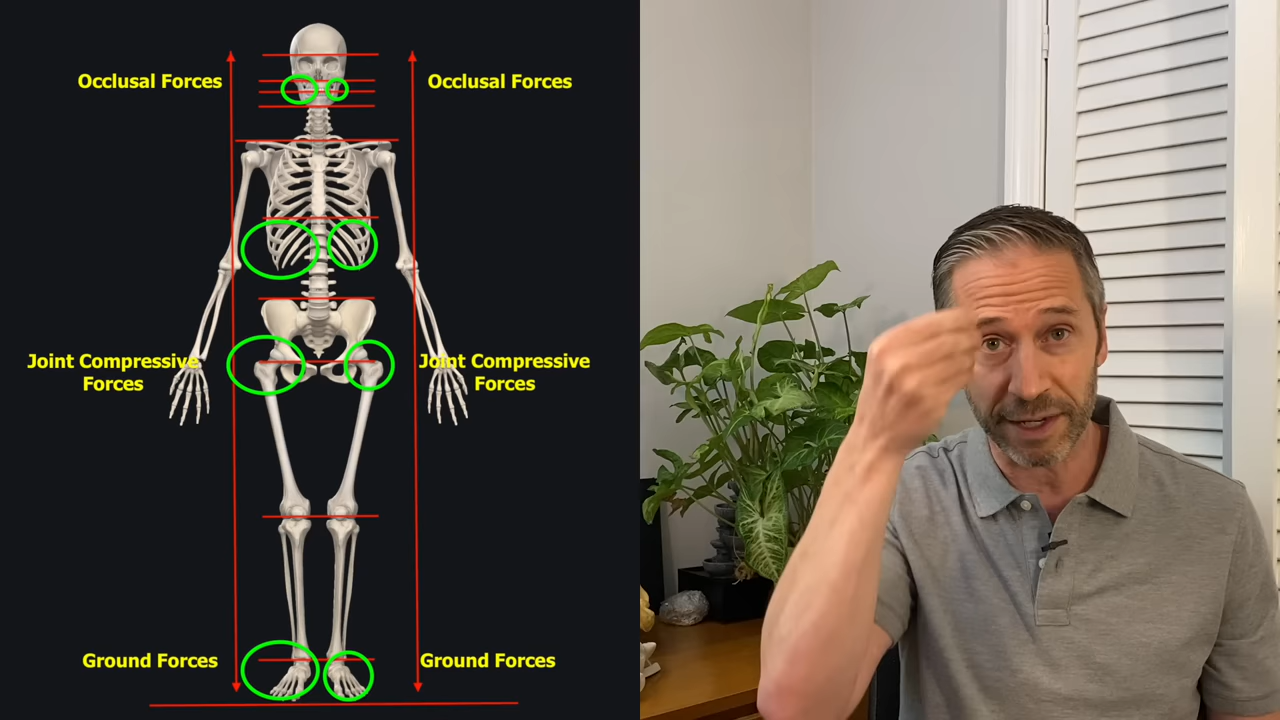 Occlusal Forces
Occlusal Forces
Joint Compressive
Forces
Joint Compressive
Forces
Ground Forces
Ground Forces